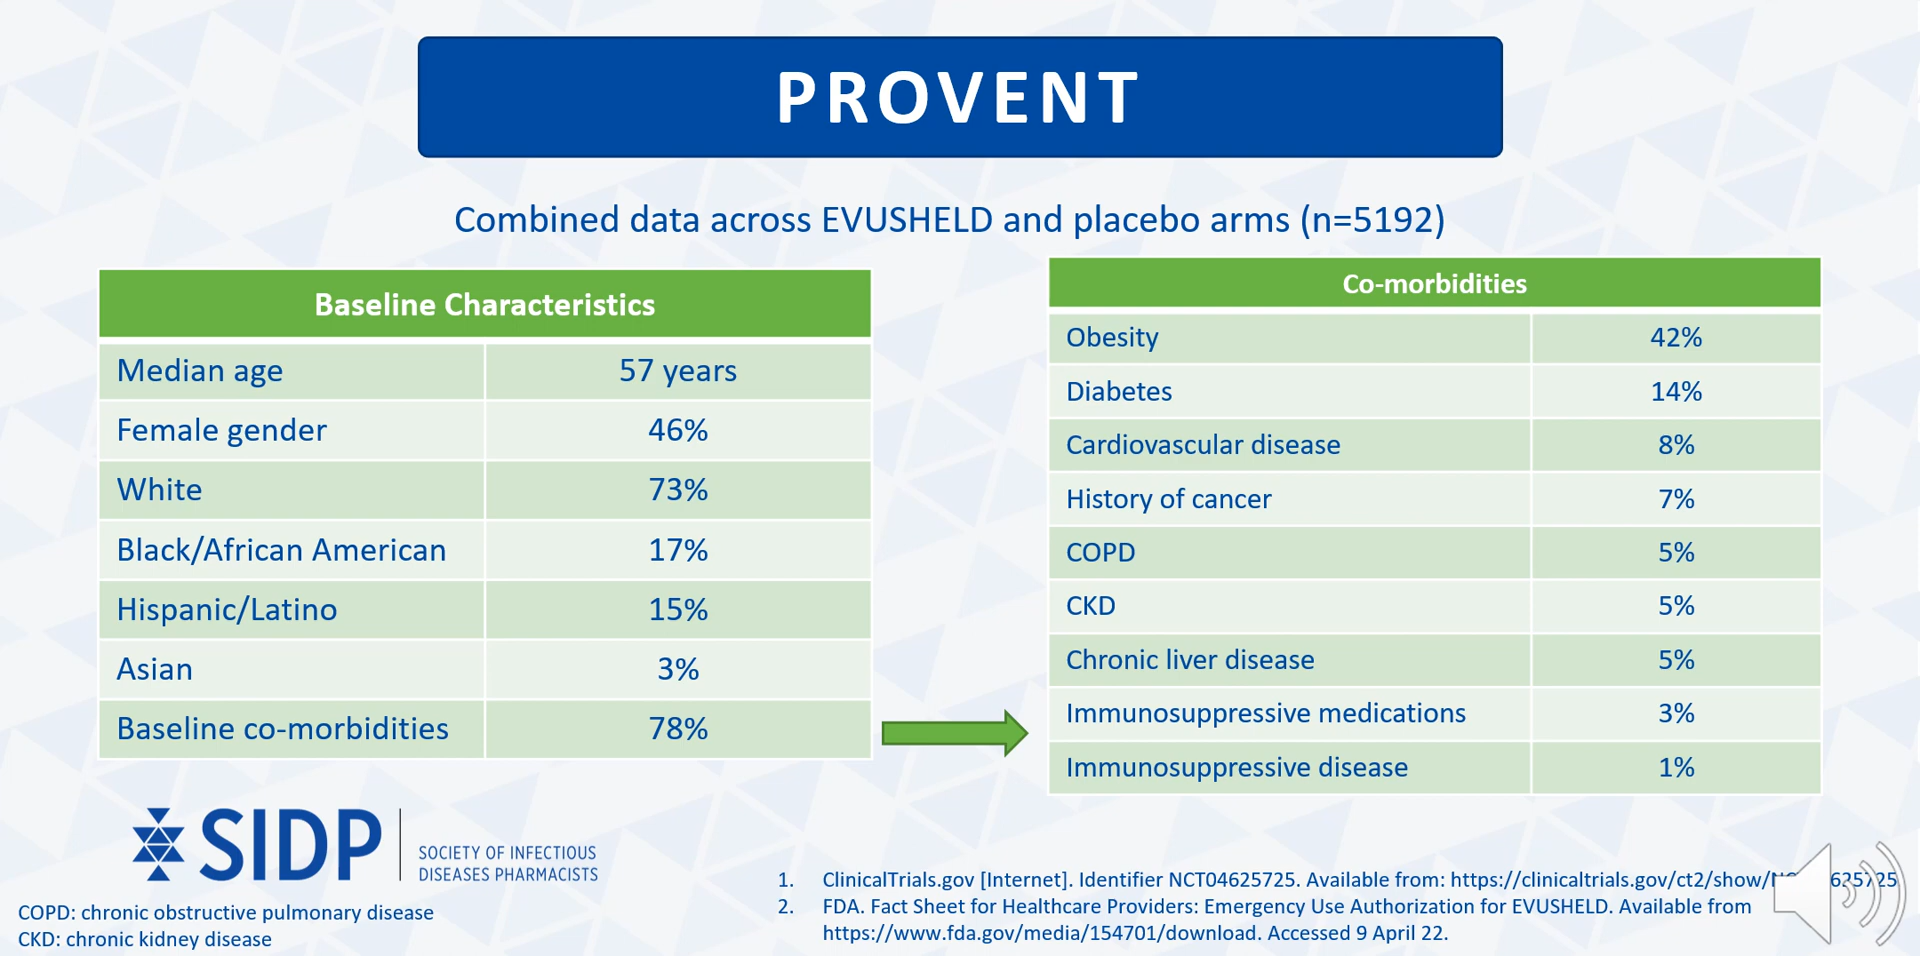 PROVENT
Combined data across EVUSHELD and placebo arms (n=5192)
Baseline Characteristics
Median age 57 years
Female gender 46%
White 73%
Black/African American 17%
Hispanic/Latino 15%
Asian 3%
Baseline co-morbidities 78%
Co-morbidities
Obesity 42%
Diabetes 14%
Cardiovascular disease 8%
History of cancer 7%
COPD 5%
CKD 5%
Chronic liver disease 5%
Immunosuppressive medications 3%
Immunosuppressive disease 1%
SIDP
SOCIETY OF INFECTIOUS
DISEASES PHARMACISTS
COPD: chronic obstructive pulmonary disease
CKD: chronic kidney disease
1. ClinicalTrials.gov [Internet]. Identifier NCT04625725. Available from: https://clinicaltrials.gov/ct2/show/
2. FDA. Fact Sheet for Healthcare Providers: Emergency Use Authorization for EVUSHELD. Available from
https://www.fda.gov/media/154701/download. Accessed 9 April 22.